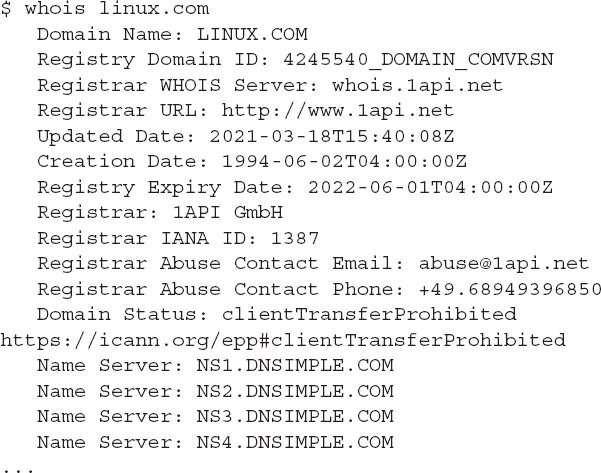 $ whois linux.com
Domain Name: LINUX.COM
Registry Domain ID: 4245540_DOMAIN_COMVRSN
Registrar WHOIS Server: whois.1api.net
Registrar URL: http://www.1api.net
Updated Date: 2021-03-18T15:40:08Z
Creation Date: 1994-06-02T04:00:00Z
Registry Expiry Date: 2022-06-01T04:00:00Z
Registrar: 1API GmbH
Registrar IANA ID: 1387
Registrar Abuse Contact Email: abuse@1api.net
Registrar Abuse Contact Phone: +49.68949396850
Domain Status: clientTransferProhibited
https://icann.org/epp#clientTransferProhibited
Name Server: NS1.DNSIMPLE.COM
Name Server: NS2.DNSIMPLE.COM
Name Server: NS3.DNSIMPLE.COM
Name Server: NS4.DNSIMPLE.COM
...